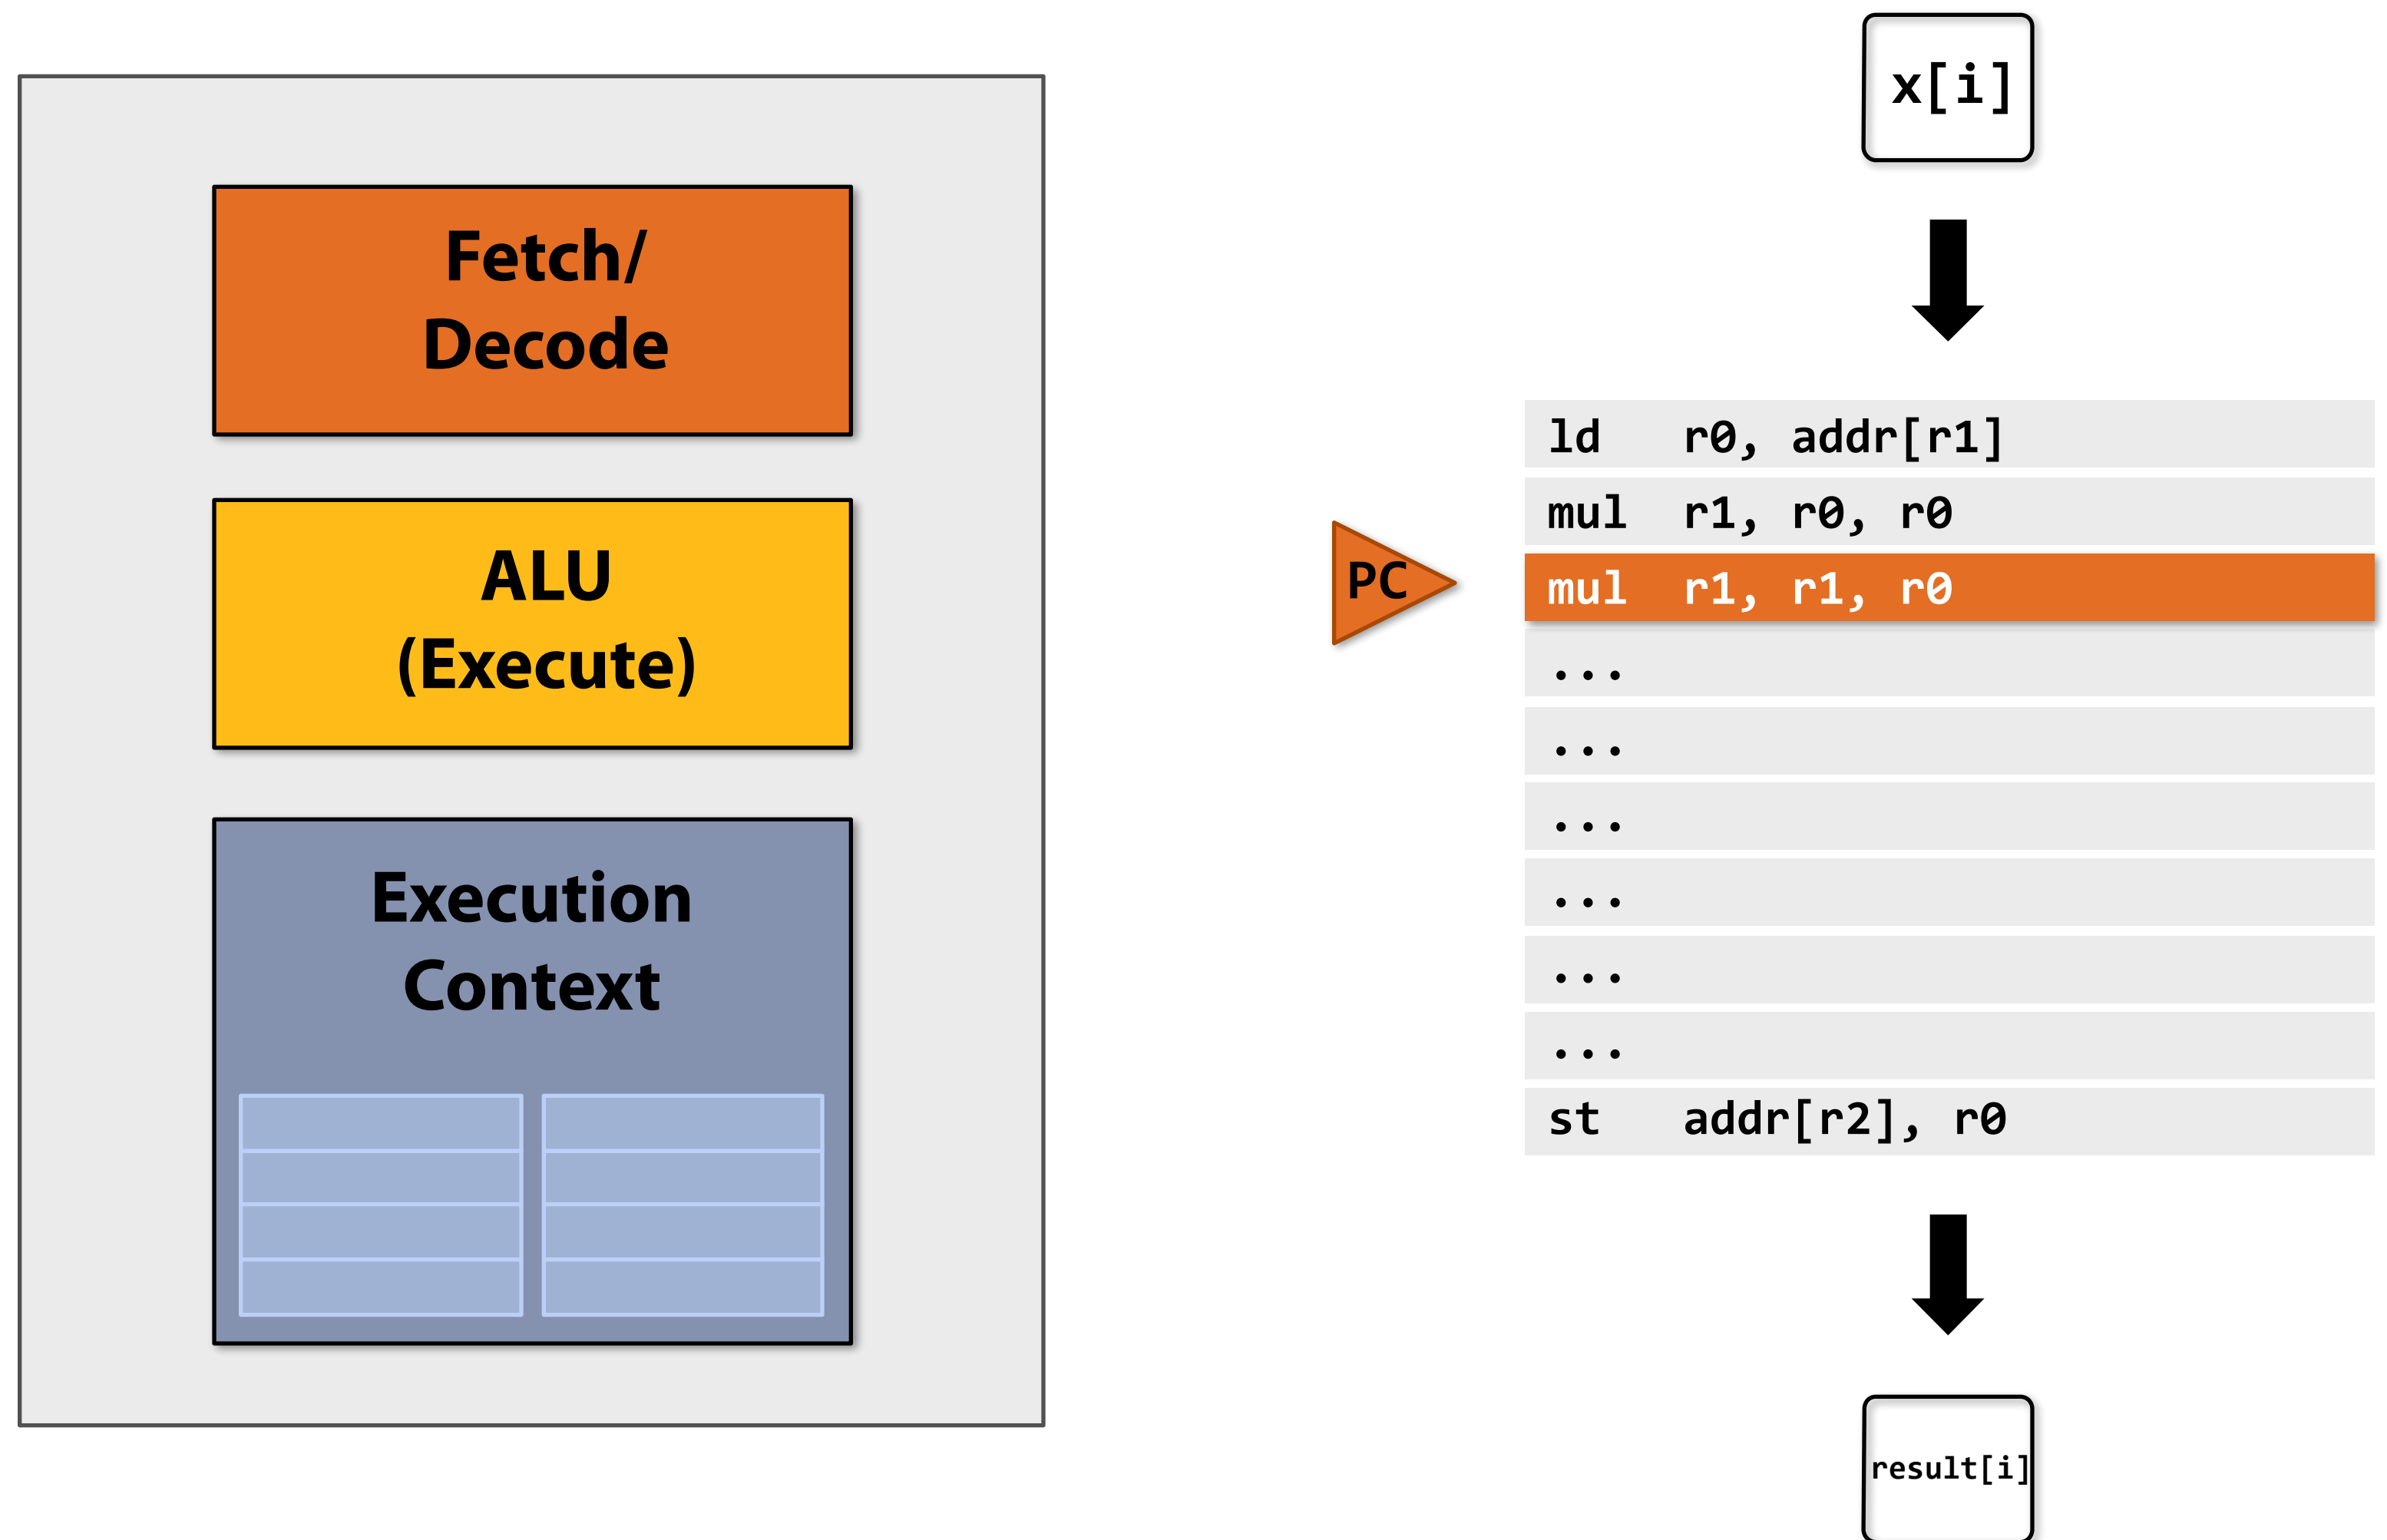 Fetch/
Decode
ALU
(Execute)
Execution
Context
x[i]
ld r0, addr[r1]
mul r1, r0, r0
PC
mul r1, r1, r0
...
...
...
...
...
...
st addr[r2], r0
result[i]